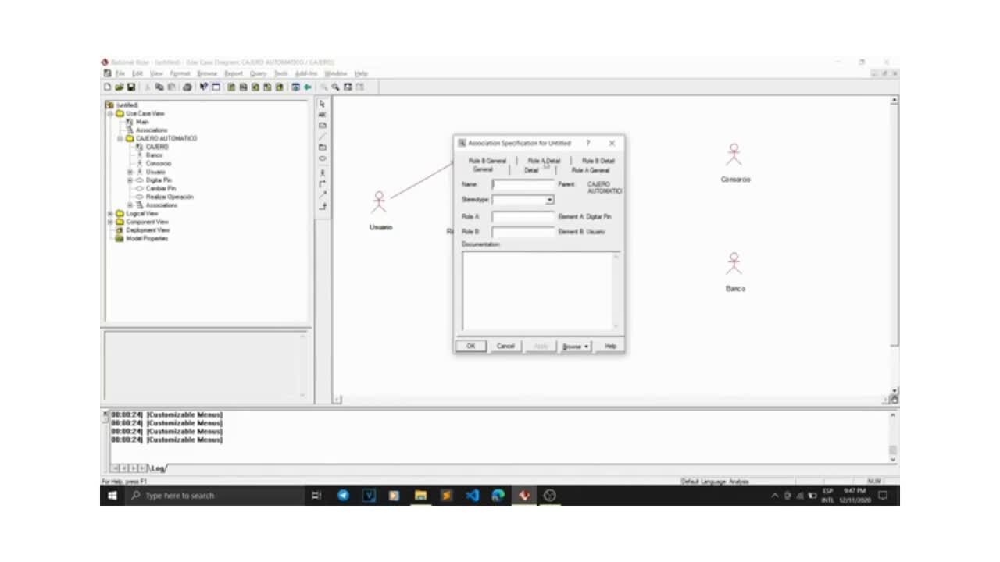 Rational Rose - (untitled) - [Use Case Diagram: CAJERO AUTOMATICO / CAJERO]
File Edit View Format Browse Report Query Tools Add-Ins Window Help
(untitled)
Use Case View
Main
Associations
CAJERO AUTOMATICO
CAJERO
Banco
Consorcio
Usuario
Digitar Pin
Cambiar Pin
Realizar Operación
Associations
Logical View
Component View
Deployment View
Model Properties
ABC
Usuario
Consorcio
Banco
Association Specification for Untitled ?
Role B General Role A Detail Role B Detail
General Detail Role A General
Name: Parent: CAJERO
AUTOMATICO
Stereotype:
Role A: Element A: Digitar Pin
Role B: Element B: Usuario
Documentation:
OK Cancel Apply Browse Help
00:00:24| [Customizable Menus]
00:00:24| [Customizable Menus]
00:00:24| [Customizable Menus]
00:00:24| [Customizable Menus]
Log
For Help, press F1 Default Language: Analysis NUM
Type here to search ESP 9:47 PM
INTL 12/11/2020